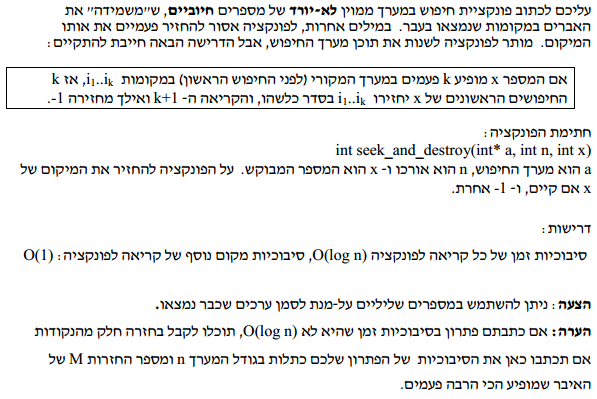 עליכם לכתוב פונקציית חיפוש במערך ממוין לא-יורד של מספרים חיוביים, ש"משמידה" את
האברים במקומות שנמצאו בעבר. במילים אחרות, לפונקציה אסור להחזיר פעמיים את אותו
המיקום. מותר לפונקציה לשנות את תוכן מערך החיפוש, אבל הדרישה הבאה חייבת להתקיים:
אם המספר x מופיע k פעמים במערך המקורי (לפני החיפוש הראשון) במקומות i1..ik, אז k
החיפושים הראשונים של x יחזירו i1..ik בסדר כלשהו, והקריאה ה- k+1 ואילך מחזירה -1.
חתימת הפונקציה:
int seek_and_destroy(int* a, int n, int x)
a הוא מערך החיפוש, n הוא אורכו ו- x הוא המספר המבוקש. על הפונקציה להחזיר את המיקום של
x אם קיים, ו- -1 אחרת.
דרישות:
סיבוכיות זמן של כל קריאה לפונקציה O(log n), סיבוכיות מקום נוסף של קריאה לפונקציה: O(1)
הצעה: ניתן להשתמש במספרים שליליים על-מנת לסמן ערכים שכבר נמצאו.
הערה: אם כתבתם פתרון בסיבוכיות זמן שהיא לא O(log n), תוכלו לקבל בחזרה חלק מהנקודות
אם תכתבו כאן את הסיבוכיות של הפתרון שלכם כתלות בגודל המערך n ומספר החזרות M של
האיבר שמופיע הכי הרבה פעמים.